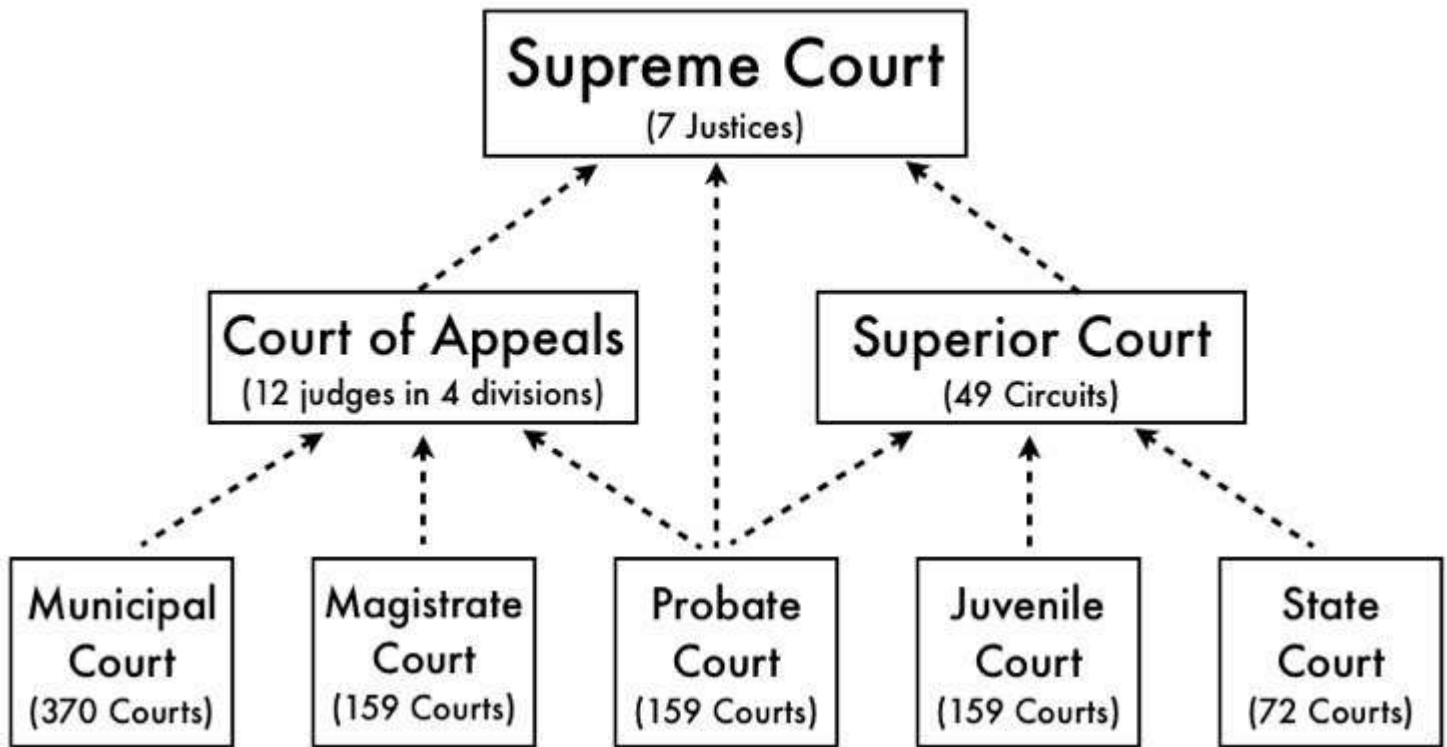 Supreme Court
(7 Justices)
Court of Appeals
(12 judges in 4 divisions)
Superior Court
(49 Circuits)
Municipal
Court
(370 Courts)
Magistrate
Court
(159 Courts)
Probate
Court
(159 Courts)
Juvenile
Court
(159 Courts)
State
Court
(72 Courts)